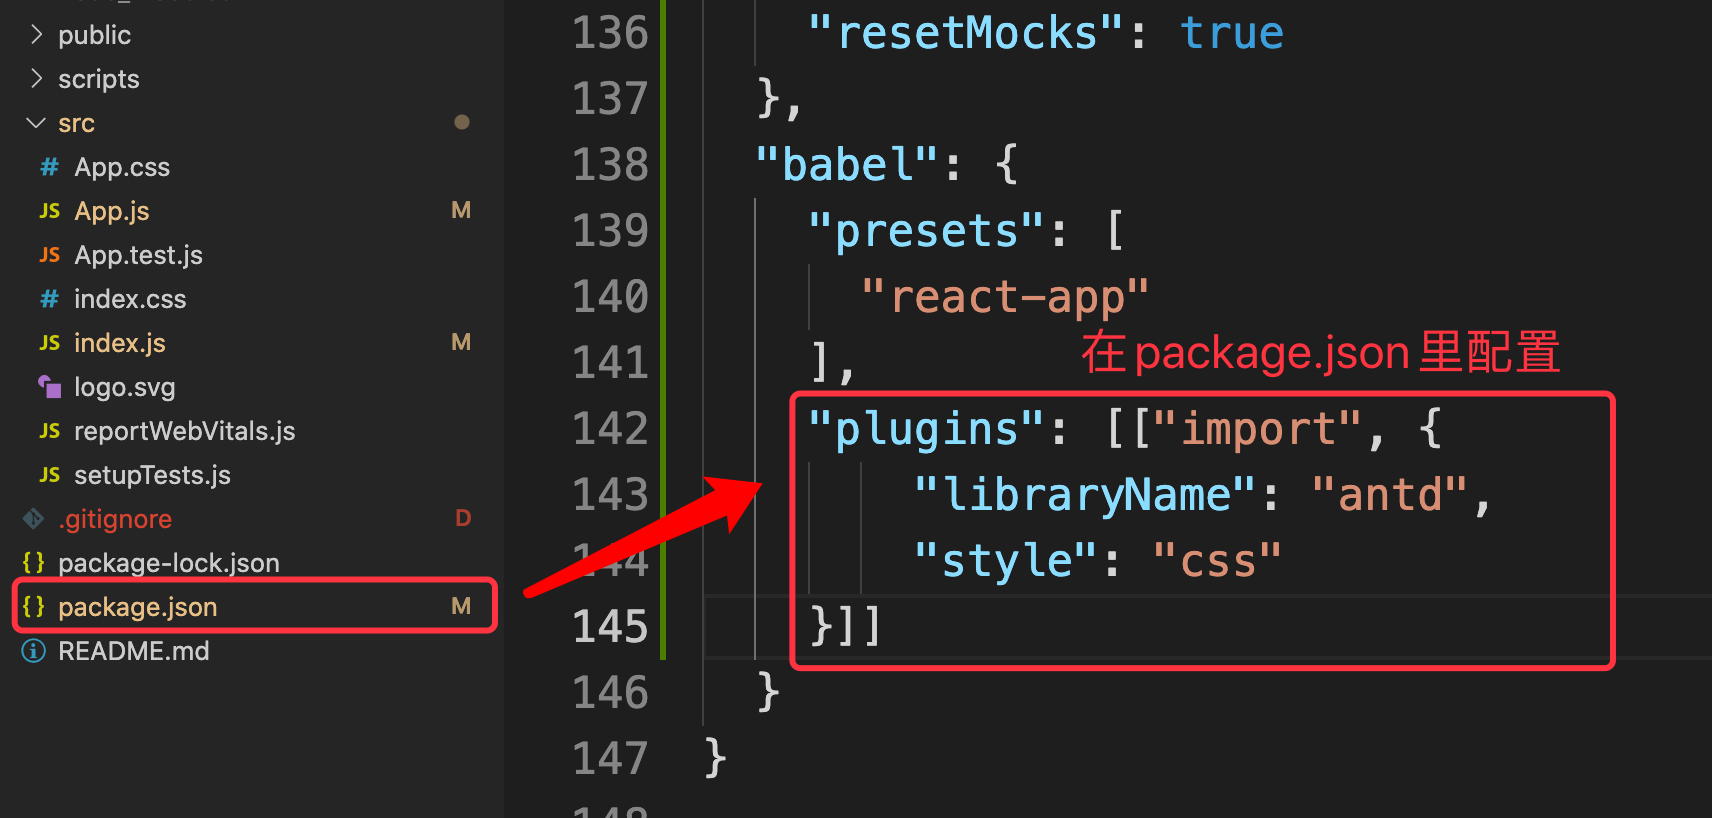 public
scripts
src
# App.css
JS App.js M
JS App.test.js
# index.css
JS index.js M
logo.svg
JS reportWebVitals.js
JS setupTests.js
.gitignore D
{} package-lock.json
{} package.json M
README.md
136 "resetMocks": true
137 },
138 "babel": {
139 "presets": [
140 "react-app"
141 ],
在package.json里配置
142 "plugins": [["import", {
143 "libraryName": "antd",
144 "style": "css"
145 }]]
146 }
147 }
148